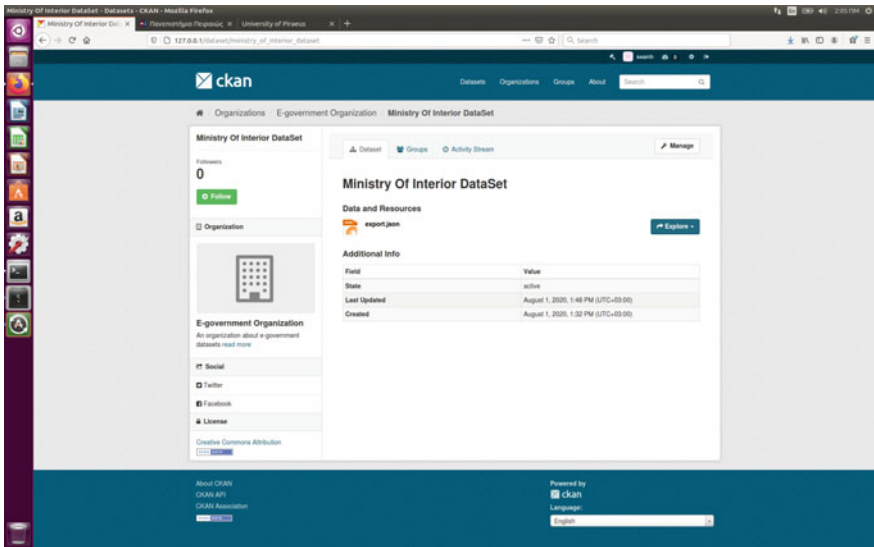 Ministry Of Interior DataSet - Datasets - CKAN - Mozilla Firefox
En
2:05 PM
Ministry Of Interior Dat
Πανεπιστήμιο Πειραιώς
University of Piraeus
127.0.0.1/dataset/ministry_of_interior_dataset
Search
search
ckan
Datasets
Organizations
Groups
About
Search
Organizations
E-government Organization
Ministry Of Interior DataSet
Ministry Of Interior DataSet
Followers
0
Follow
Organization
E-government Organization
An organization about e-government
datasets read more
Social
Twitter
Facebook
License
Creative Commons Attribution
Dataset
Groups
Activity Stream
Manage
Ministry Of Interior DataSet
Data and Resources
export.json
Explore
Additional Info
Field Value
State active
Last Updated August 1, 2020, 1:48 PM (UTC+03:00)
Created August 1, 2020, 1:32 PM (UTC+03:00)
About CKAN
CKAN API
CKAN Association
Powered by
ckan
Language:
English